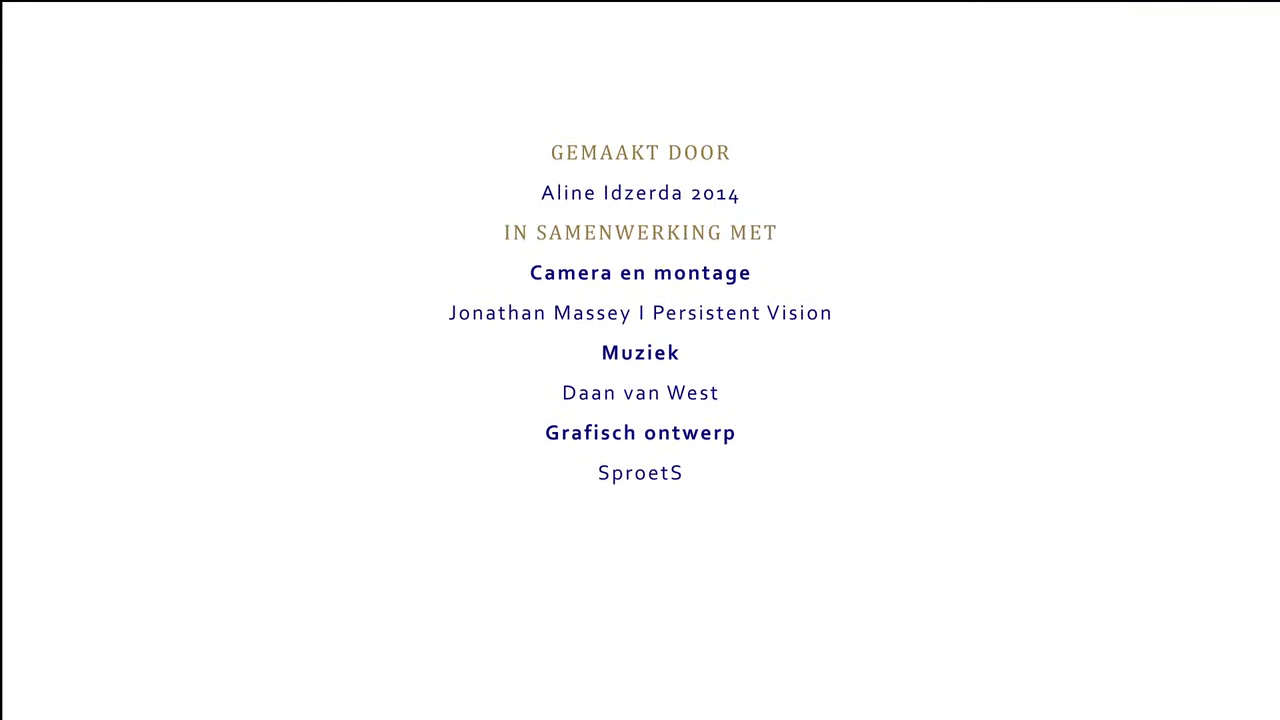 GEMAAKT DOOR
Aline Idzerda 2014
IN SAMENWERKING MET
Camera en montage
Jonathan Massey I Persistent Vision
Muziek
Daan van West
Grafisch ontwerp
SproetS